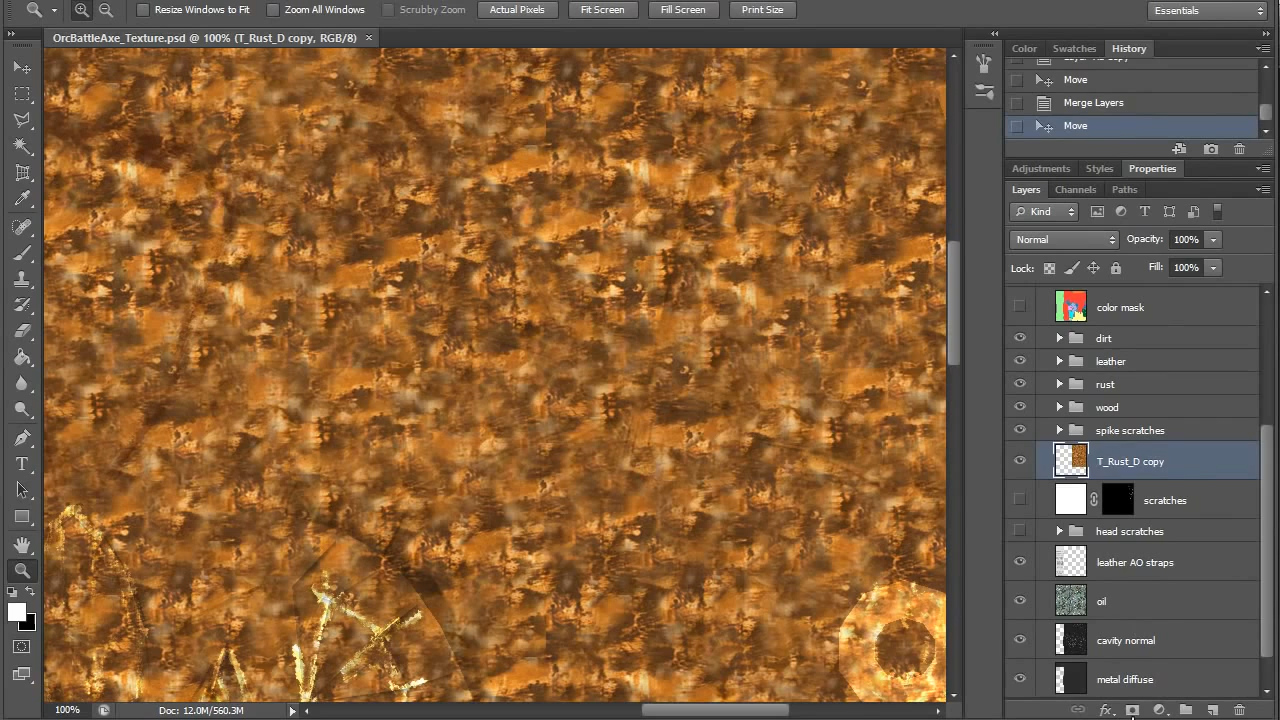 Resize Windows to Fit Zoom All Windows Scrubby Zoom Actual Pixels Fit Screen Fill Screen Print Size Essentials
OrcBattleAxe_Texture.psd @ 100% (T_Rust_D copy, RGB/8) ×
Color Swatches History
Move
Merge Layers
Move
Adjustments Styles Properties
Layers Channels Paths
Kind
Normal Opacity: 100%
Lock: Fill: 100%
color mask
dirt
leather
rust
wood
spike scratches
T_Rust_D copy
scratches
head scratches
leather AO straps
oil
cavity normal
metal diffuse
100% Doc: 12.0M/560.3M